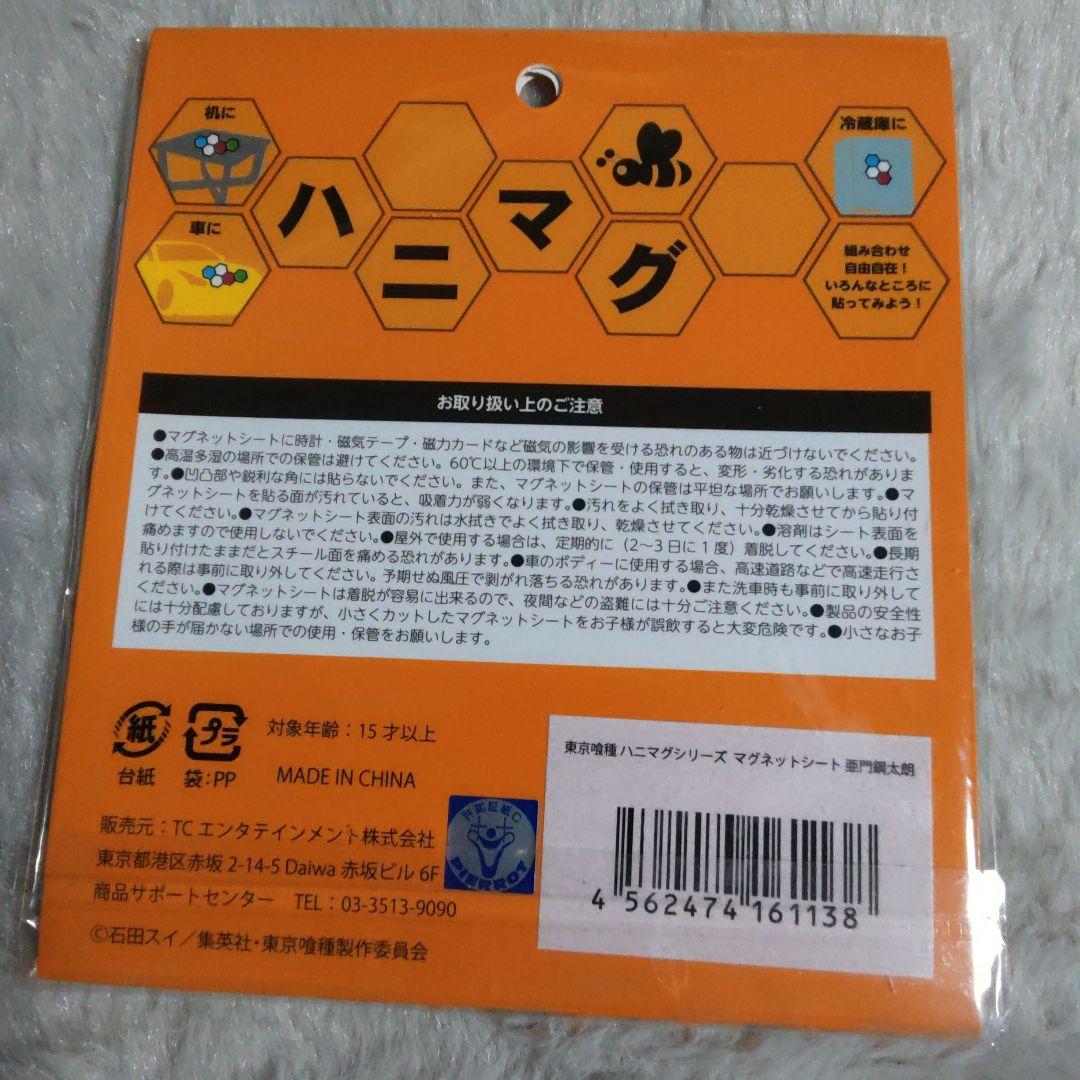 机に
冷蔵庫に
ハニマグ
車に
組み合わせ
自由自在！
いろんなところに
貼ってみよう！
お取り扱い上のご注意
●マグネットシートに時計・磁気テープ・磁力カードなど磁気の影響を受ける恐れのある物は近づけないでください。
●高温多湿の場所での保管は避けてください。60℃以上の環境下で保管・使用すると、変形・劣化する恐れがありま
す。●凹凸部や鋭利な角には貼らないでください。また、マグネットシートの保管は平坦な場所でお願いします。●マ
グネットシートを貼る面が汚れていると、吸着力が弱くなります。●汚れをよく拭き取り、十分乾燥させてから貼り付
けてください。●マグネットシート表面の汚れは水拭きでよく拭き取り、乾燥させてください。●溶剤はシート表面を
痛めますので使用しないでください。●屋外で使用する場合は、定期的に（2～3日に1度）着脱してください。●長期
貼り付けたままだとスチール面を痛める恐れがあります。●車のボディーに使用する場合、高速道路などで高速走行さ
れる際は事前に取り外してください。予期せぬ風圧で剥がれ落ちる恐れがあります。●また洗車時も事前に取り外して
ください。●マグネットシートは着脱が容易に出来るので、夜間などの盗難には十分ご注意ください。●製品の安全性
には十分配慮しておりますが、小さくカットしたマグネットシートをお子様が誤飲すると大変危険です。●小さなお子
様の手が届かない場所での使用・保管をお願いします。
紙
台紙
プラ
袋：PP
対象年齢：15才以上
MADE IN CHINA
販売元：TCエンタテインメント株式会社
東京都港区赤坂2-14-5 Daiwa赤坂ビル6F
商品サポートセンター TEL：03-3513-9090
©石田スイ／集英社・東京喰種製作委員会
許諾証紙C
PIERROT
東京喰種 ハニマグシリーズ マグネットシート 亜門鋼太朗
4 562474 161138